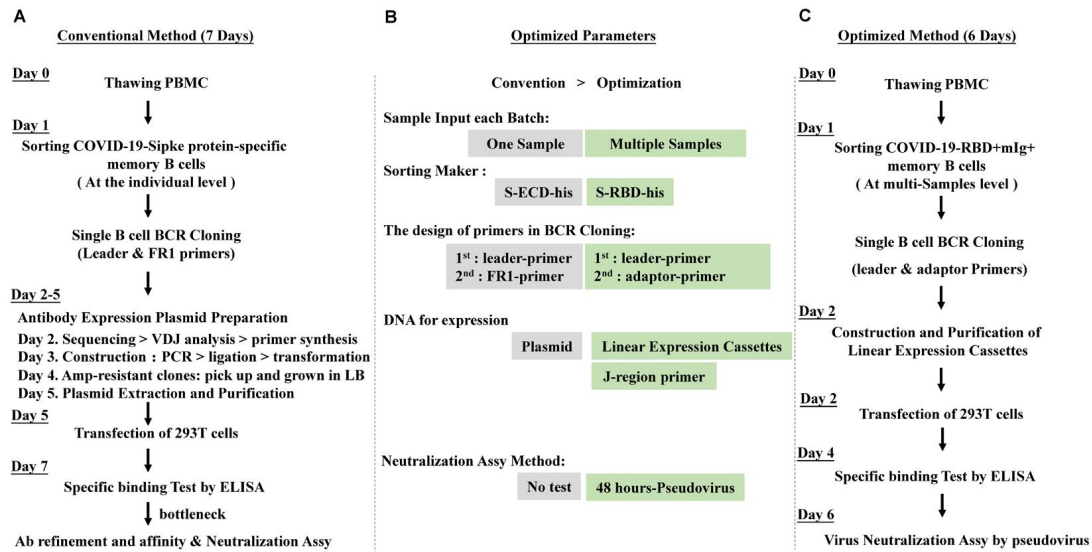 A
Conventional Method (7 Days)
Day 0
Thawing PBMC
Day 1
Sorting COVID-19-Sipke protein-specific
memory B cells
( At the individual level )
Single B cell BCR Cloning
(Leader & FR1 primers)
Day 2-5
Antibody Expression Plasmid Preparation
Day 2. Sequencing > VDJ analysis > primer synthesis
Day 3. Construction : PCR > ligation > transformation
Day 4. Amp-resistant clones: pick up and grown in LB
Day 5. Plasmid Extraction and Purification
Day 5
Transfection of 293T cells
Day 7
Specific binding Test by ELISA
bottleneck
Ab refinement and affinity & Neutralization Assy
B
Optimized Parameters
Convention > Optimization
Sample Input each Batch:
One Sample Multiple Samples
Sorting Maker :
S-ECD-his S-RBD-his
The design of primers in BCR Cloning:
1st : leader-primer 1st : leader-primer
2nd : FR1-primer 2nd : adaptor-primer
DNA for expression
Plasmid Linear Expression Cassettes
J-region primer
Neutralization Assy Method:
No test 48 hours-Pseudovirus
C
Optimized Method (6 Days)
Day 0
Thawing PBMC
Day 1
Sorting COVID-19-RBD+mIg+
memory B cells
( At multi-Samples level )
Single B cell BCR Cloning
(leader & adaptor Primers)
Day 2
Construction and Purification of
Linear Expression Cassettes
Day 2
Transfection of 293T cells
Day 4
Specific binding Test by ELISA
Day 6
Virus Neutralization Assy by pseudovirus